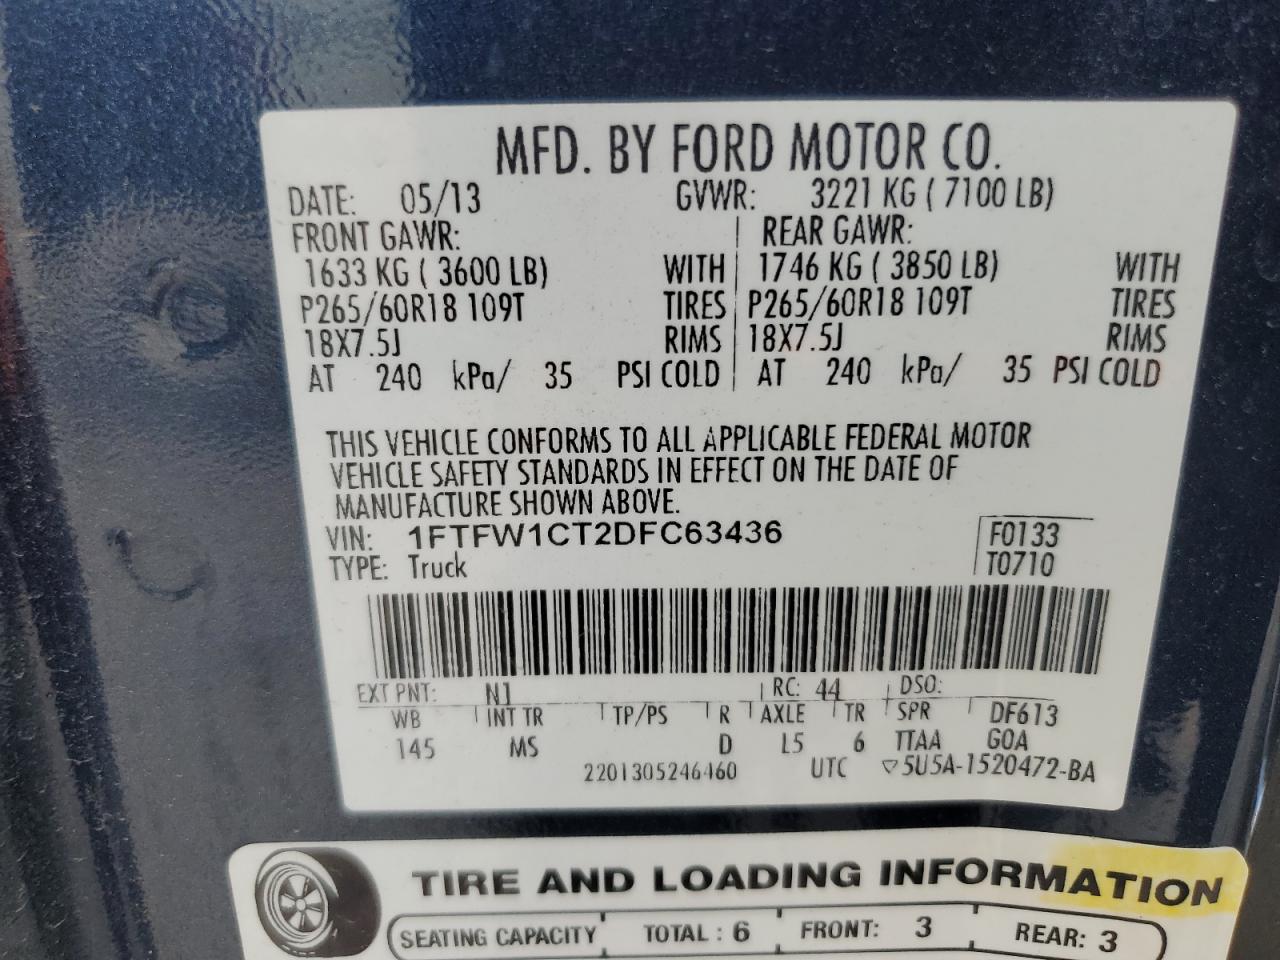 MFD. BY FORD MOTOR CO.
DATE: 05/13 GVWR: 3221 KG ( 7100 LB)
FRONT GAWR: REAR GAWR:
1633 KG ( 3600 LB) WITH 1746 KG ( 3850 LB) WITH
P265/60R18 109T TIRES P265/60R18 109T TIRES
18X7.5J RIMS 18X7.5J RIMS
AT 240 kPa/ 35 PSI COLD AT 240 kPa/ 35 PSI COLD
THIS VEHICLE CONFORMS TO ALL APPLICABLE FEDERAL MOTOR
VEHICLE SAFETY STANDARDS IN EFFECT ON THE DATE OF
MANUFACTURE SHOWN ABOVE.
VIN: 1FTFW1CT2DFC63436 F0133
TYPE: Truck T0710
EXT PNT: N1 RC: 44 DSO:
WB INT TR TP/PS R AXLE TR SPR DF613
145 MS D L5 6 TTAA GOA
2201305246460 UTC ▽5U5A-1520472-BA
TIRE AND LOADING INFORMATION
SEATING CAPACITY TOTAL : 6 FRONT: 3 REAR: 3